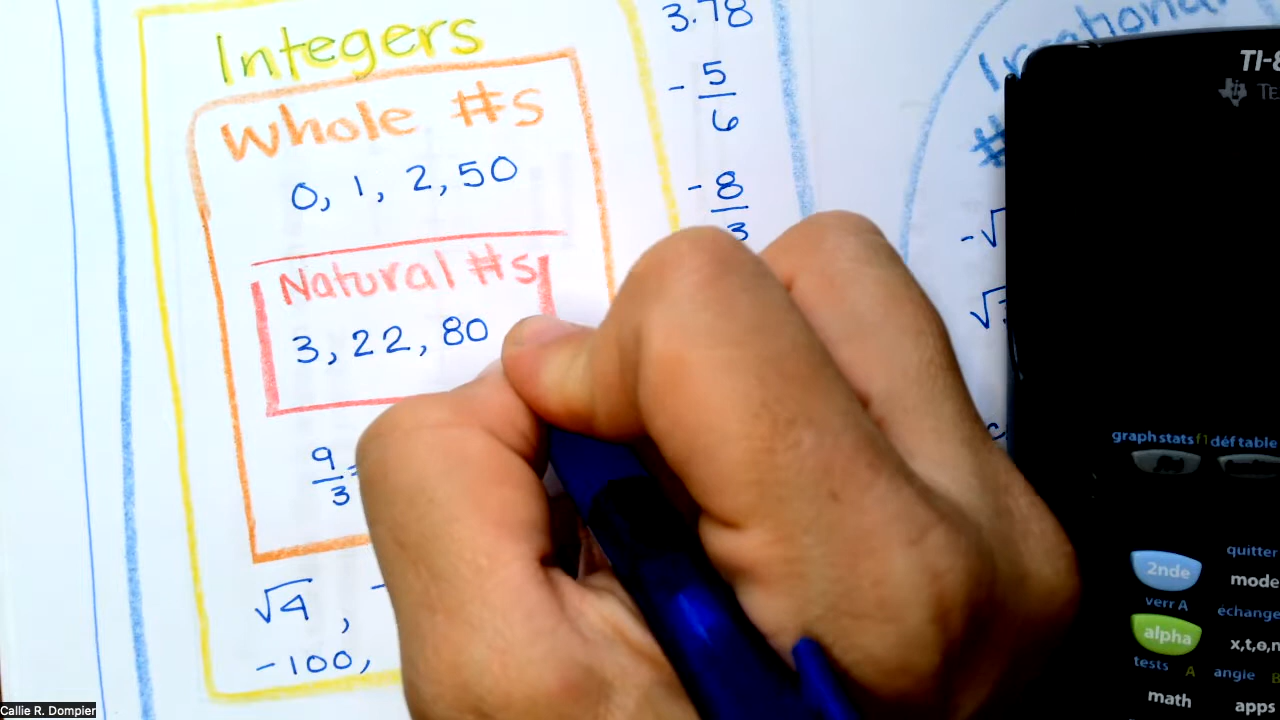 Integers
Whole #s
0, 1, 2, 50
Natural #s
3, 22, 80
9/3 =
√4 , -
-100,
3.78
- 5/6
- 8/3
#
-√
√
TI-8
graph stats f1 déf table
2nde
quitter
mode
verr A
échange
alpha
x,t,θ,n
tests A angle B
math
apps
Callie R. Dompier